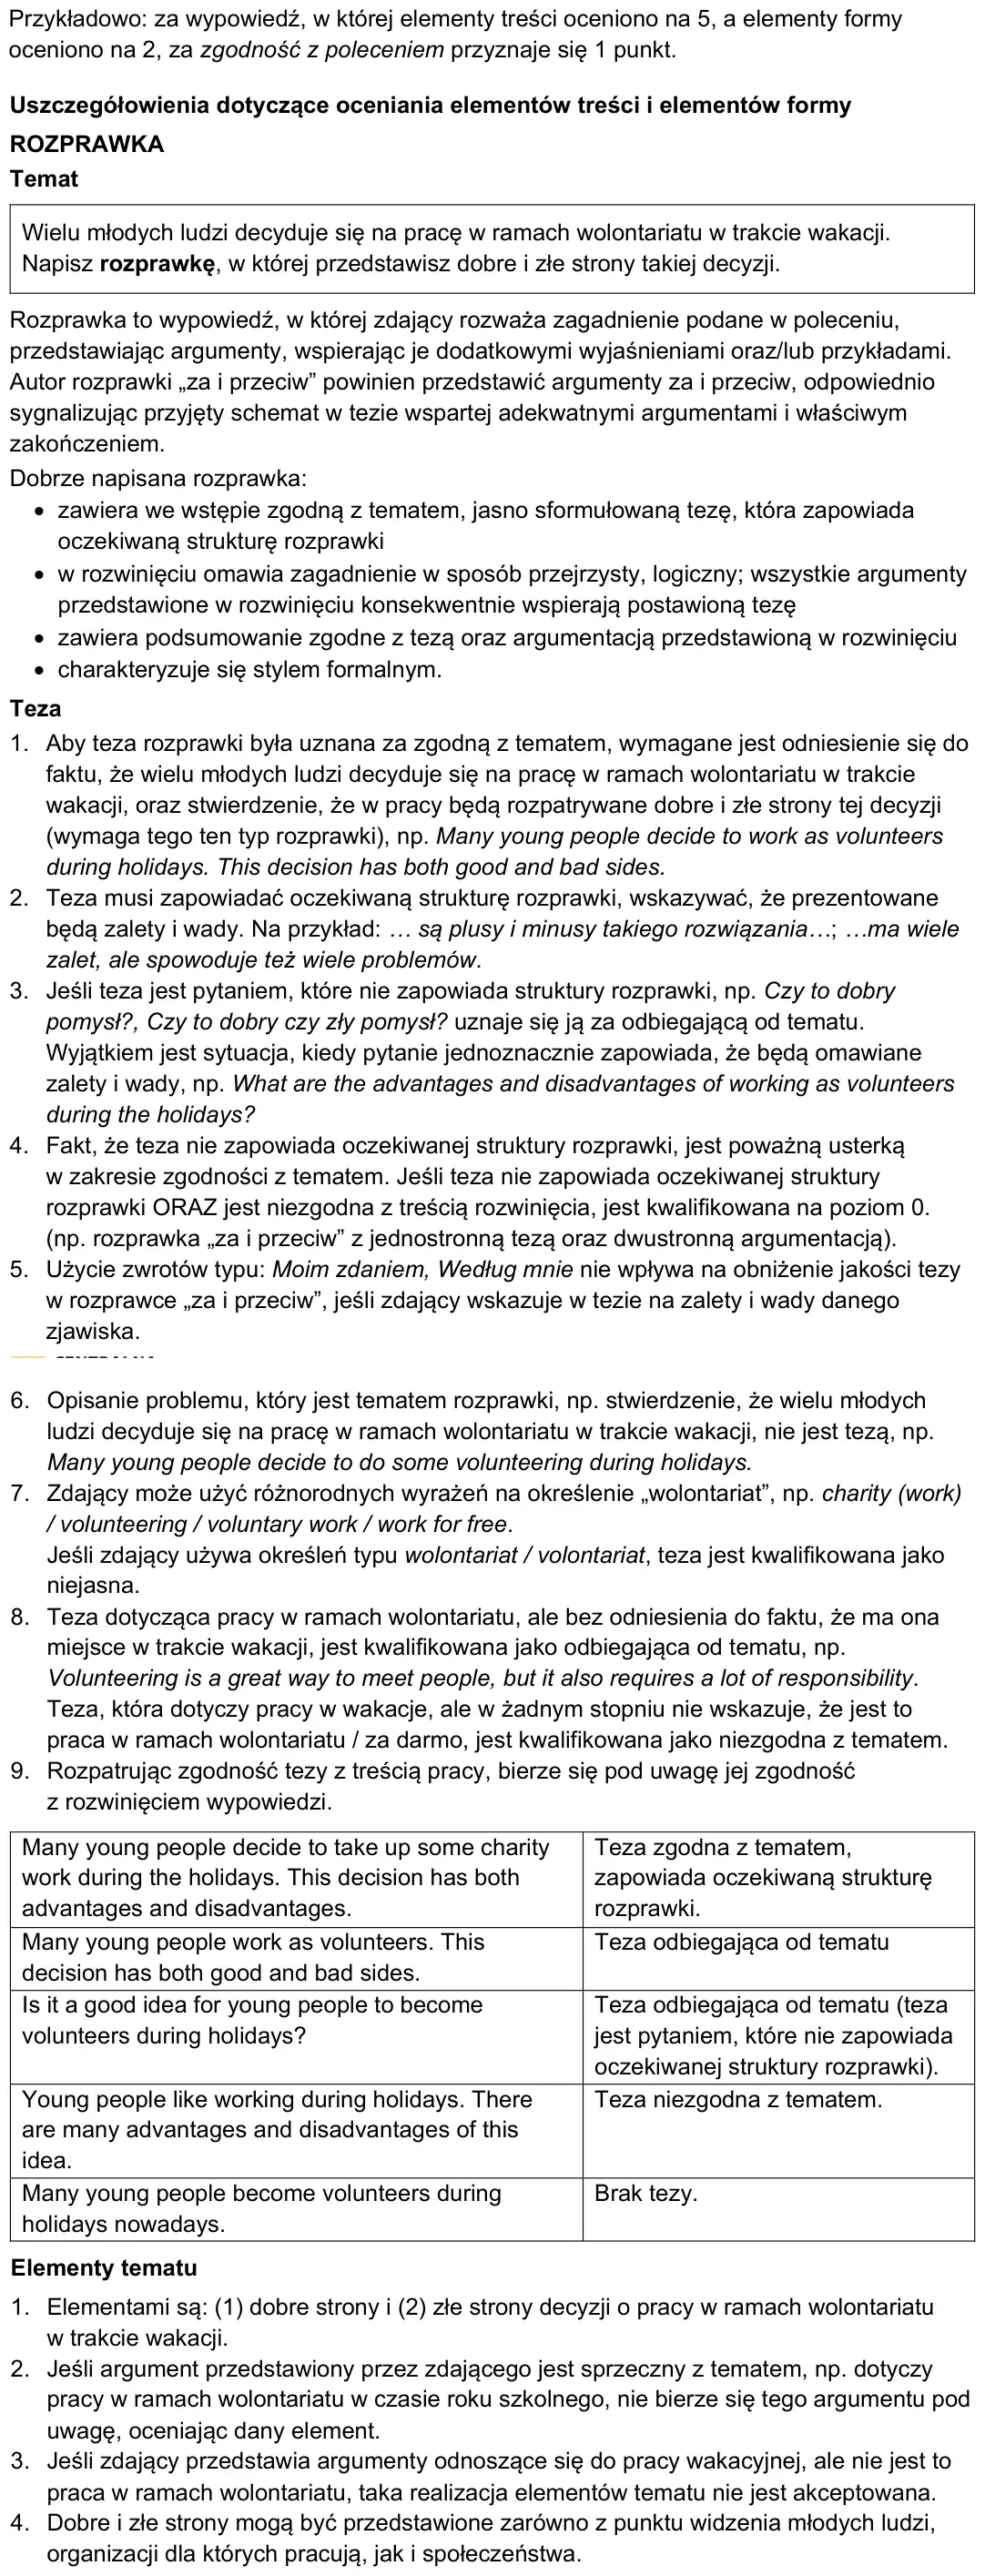 Przykładowo: za wypowiedź, w której elementy treści oceniono na 5, a elementy formy
oceniono na 2, za zgodność z poleceniem przyznaje się 1 punkt.
Uszczegółowienia dotyczące oceniania elementów treści i elementów formy
ROZPRAWKA
Temat
Wielu młodych ludzi decyduje się na pracę w ramach wolontariatu w trakcie wakacji.
Napisz rozprawkę, w której przedstawisz dobre i złe strony takiej decyzji.
Rozprawka to wypowiedź, w której zdający rozważa zagadnienie podane w poleceniu,
przedstawiając argumenty, wspierając je dodatkowymi wyjaśnieniami oraz/lub przykładami.
Autor rozprawki „za i przeciw” powinien przedstawić argumenty za i przeciw, odpowiednio
sygnalizując przyjęty schemat w tezie wspartej adekwatnymi argumentami i właściwym
zakończeniem.
Dobrze napisana rozprawka:
• zawiera we wstępie zgodną z tematem, jasno sformułowaną tezę, która zapowiada
oczekiwaną strukturę rozprawki
• w rozwinięciu omawia zagadnienie w sposób przejrzysty, logiczny; wszystkie argumenty
przedstawione w rozwinięciu konsekwentnie wspierają postawioną tezę
• zawiera podsumowanie zgodne z tezą oraz argumentacją przedstawioną w rozwinięciu
• charakteryzuje się stylem formalnym.
Teza
1. Aby teza rozprawki była uznana za zgodną z tematem, wymagane jest odniesienie się do
faktu, że wielu młodych ludzi decyduje się na pracę w ramach wolontariatu w trakcie
wakacji, oraz stwierdzenie, że w pracy będą rozpatrywane dobre i złe strony tej decyzji
(wymaga tego ten typ rozprawki), np. Many young people decide to work as volunteers
during holidays. This decision has both good and bad sides.
2. Teza musi zapowiadać oczekiwaną strukturę rozprawki, wskazywać, że prezentowane
będą zalety i wady. Na przykład: … są plusy i minusy takiego rozwiązania…; …ma wiele
zalet, ale spowoduje też wiele problemów.
3. Jeśli teza jest pytaniem, które nie zapowiada struktury rozprawki, np. Czy to dobry
pomysł?, Czy to dobry czy zły pomysł? uznaje się ją za odbiegającą od tematu.
Wyjątkiem jest sytuacja, kiedy pytanie jednoznacznie zapowiada, że będą omawiane
zalety i wady, np. What are the advantages and disadvantages of working as volunteers
during the holidays?
4. Fakt, że teza nie zapowiada oczekiwanej struktury rozprawki, jest poważną usterką
w zakresie zgodności z tematem. Jeśli teza nie zapowiada oczekiwanej struktury
rozprawki ORAZ jest niezgodna z treścią rozwinięcia, jest kwalifikowana na poziom 0.
(np. rozprawka „za i przeciw” z jednostronną tezą oraz dwustronną argumentacją).
5. Użycie zwrotów typu: Moim zdaniem, Według mnie nie wpływa na obniżenie jakości tezy
w rozprawce „za i przeciw”, jeśli zdający wskazuje w tezie na zalety i wady danego
zjawiska.
6. Opisanie problemu, który jest tematem rozprawki, np. stwierdzenie, że wielu młodych
ludzi decyduje się na pracę w ramach wolontariatu w trakcie wakacji, nie jest tezą, np.
Many young people decide to do some volunteering during holidays.
7. Zdający może użyć różnorodnych wyrażeń na określenie „wolontariat”, np. charity (work)
/ volunteering / voluntary work / work for free.
Jeśli zdający używa określeń typu wolontariat / volontariat, teza jest kwalifikowana jako
niejasna.
8. Teza dotycząca pracy w ramach wolontariatu, ale bez odniesienia do faktu, że ma ona
miejsce w trakcie wakacji, jest kwalifikowana jako odbiegająca od tematu, np.
Volunteering is a great way to meet people, but it also requires a lot of responsibility.
Teza, która dotyczy pracy w wakacje, ale w żadnym stopniu nie wskazuje, że jest to
praca w ramach wolontariatu / za darmo, jest kwalifikowana jako niezgodna z tematem.
9. Rozpatrując zgodność tezy z treścią pracy, bierze się pod uwagę jej zgodność
z rozwinięciem wypowiedzi.
Many young people decide to take up some charity
work during the holidays. This decision has both
advantages and disadvantages.
Teza zgodna z tematem,
zapowiada oczekiwaną strukturę
rozprawki.
Many young people work as volunteers. This
decision has both good and bad sides.
Teza odbiegająca od tematu
Is it a good idea for young people to become
volunteers during holidays?
Teza odbiegająca od tematu (teza
jest pytaniem, które nie zapowiada
oczekiwanej struktury rozprawki).
Young people like working during holidays. There
are many advantages and disadvantages of this
idea.
Teza niezgodna z tematem.
Many young people become volunteers during
holidays nowadays.
Brak tezy.
Elementy tematu
1. Elementami są: (1) dobre strony i (2) złe strony decyzji o pracy w ramach wolontariatu
w trakcie wakacji.
2. Jeśli argument przedstawiony przez zdającego jest sprzeczny z tematem, np. dotyczy
pracy w ramach wolontariatu w czasie roku szkolnego, nie bierze się tego argumentu pod
uwagę, oceniając dany element.
3. Jeśli zdający przedstawia argumenty odnoszące się do pracy wakacyjnej, ale nie jest to
praca w ramach wolontariatu, taka realizacja elementów tematu nie jest akceptowana.
4. Dobre i złe strony mogą być przedstawione zarówno z punktu widzenia młodych ludzi,
organizacji dla których pracują, jak i społeczeństwa.